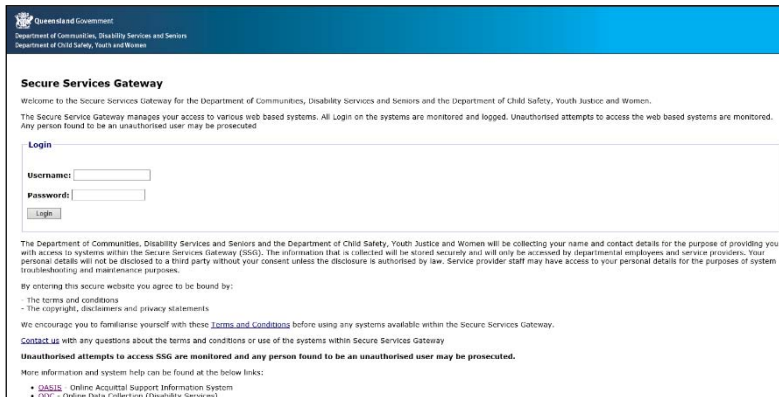 Queensland Government
Department of Communities, Disability Services and Seniors
Department of Child Safety, Youth and Women
Secure Services Gateway
Welcome to the Secure Services Gateway for the Department of Communities, Disability Services and Seniors and the Department of Child Safety, Youth Justice and Women.
The Secure Service Gateway manages your access to various web based systems. All Login on the systems are monitored and logged. Unauthorised attempts to access the web based systems are monitored.
Any person found to be an unauthorised user may be prosecuted
Login
Username:
Password:
Login
The Department of Communities, Disability Services and Seniors and the Department of Child Safety, Youth Justice and Women will be collecting your name and contact details for the purpose of providing you
with access to systems within the Secure Services Gateway (SSG). The information that is collected will be stored securely and will only be accessed by departmental employees and service providers. Your
personal details will not be disclosed to a third party without your consent unless the disclosure is authorised by law. Service provider staff may have access to your personal details for the purposes of system
troubleshooting and maintenance purposes.
By entering this secure website you agree to be bound by:
- The terms and conditions
- The copyright, disclaimers and privacy statements
We encourage you to familiarise yourself with these Terms and Conditions before using any systems available within the Secure Services Gateway.
Contact us with any questions about the terms and conditions or use of the systems within Secure Services Gateway
Unauthorised attempts to access SSG are monitored and any person found to be an unauthorised user may be prosecuted.
More information and system help can be found at the below links:
• OASIS - Online Acquittal Support Information System
• ODC - Online Data Collection (Disability Services)